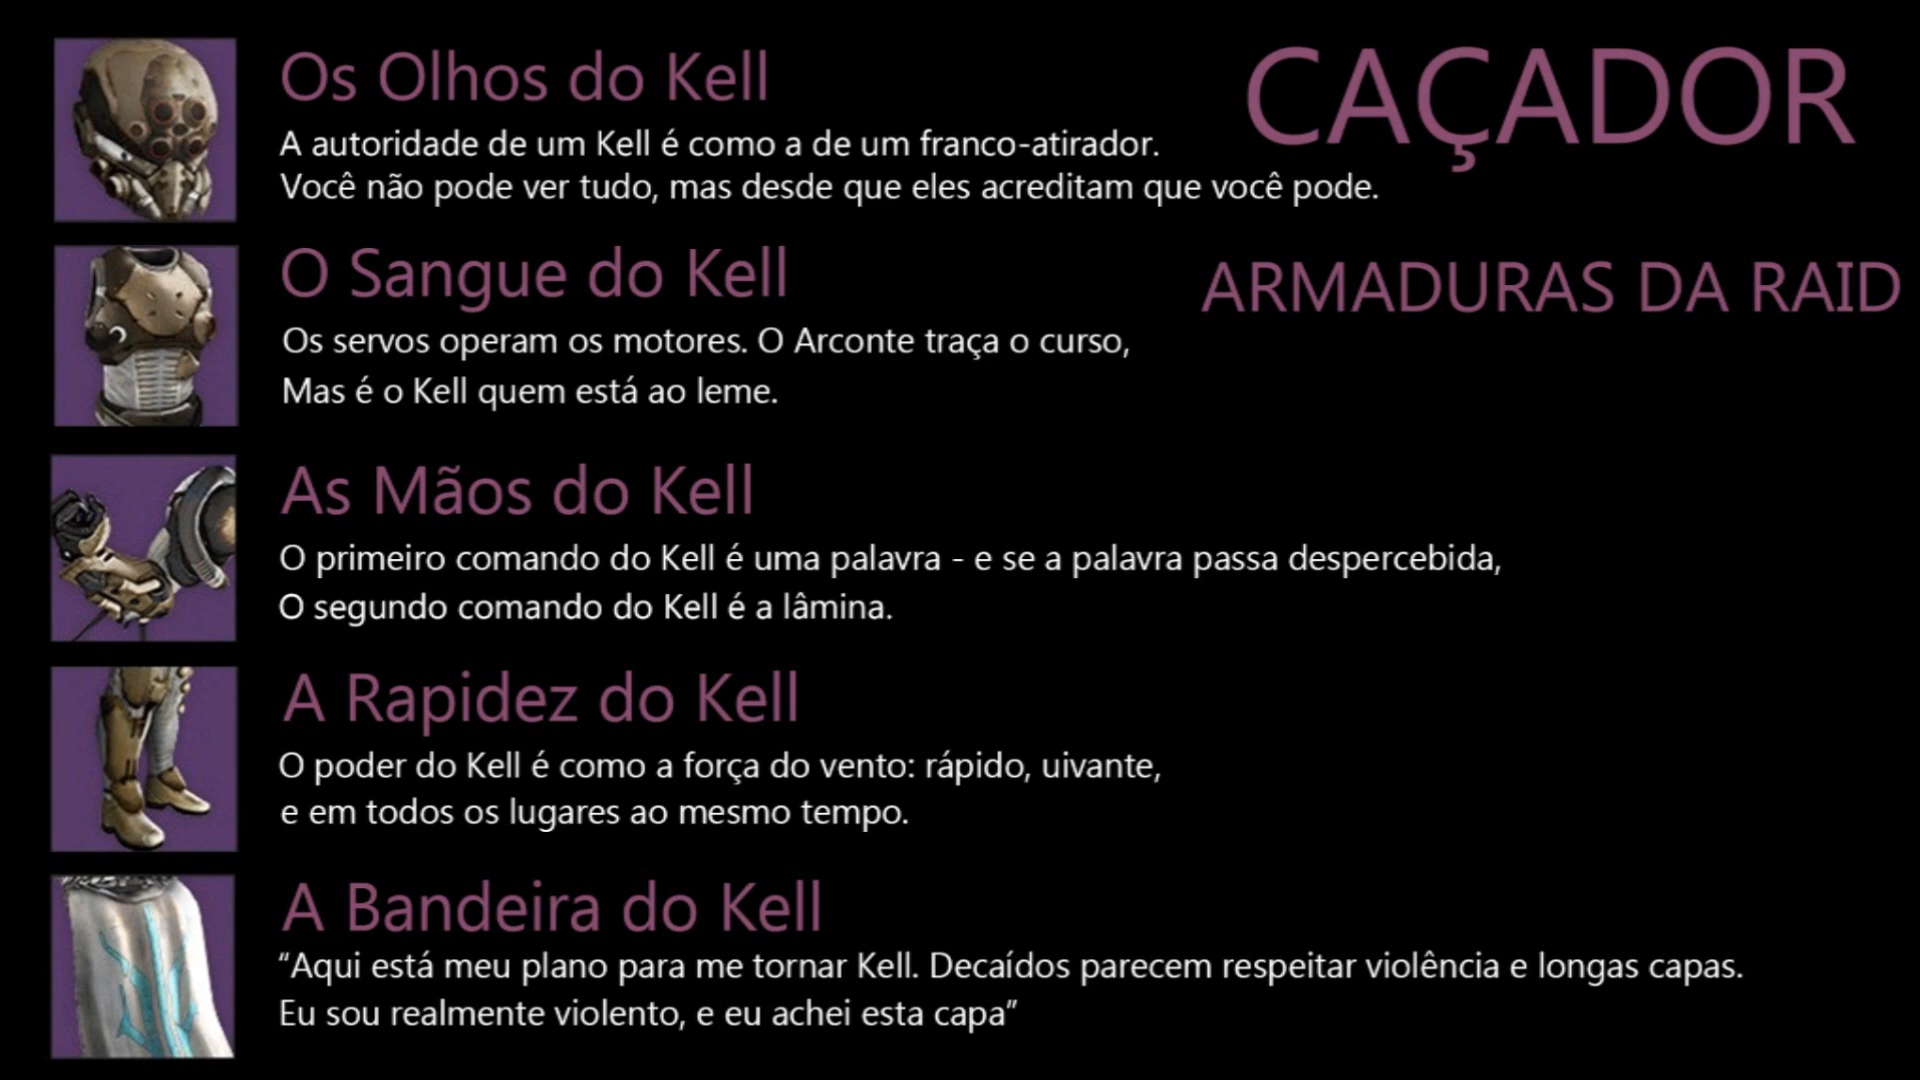 CAÇADOR
ARMADURAS DA RAID
Os Olhos do Kell
A autoridade de um Kell é como a de um franco-atirador.
Você não pode ver tudo, mas desde que eles acreditam que você pode.
O Sangue do Kell
Os servos operam os motores. O Arconte traça o curso,
Mas é o Kell quem está ao leme.
As Mãos do Kell
O primeiro comando do Kell é uma palavra - e se a palavra passa despercebida,
O segundo comando do Kell é a lâmina.
A Rapidez do Kell
O poder do Kell é como a força do vento: rápido, uivante,
e em todos os lugares ao mesmo tempo.
A Bandeira do Kell
“Aqui está meu plano para me tornar Kell. Decaídos parecem respeitar violência e longas capas.
Eu sou realmente violento, e eu achei esta capa”